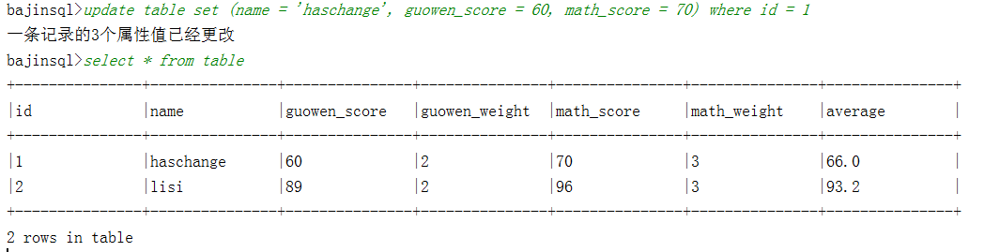 bajinsql>update table set (name = 'haschange', guowen_score = 60, math_score = 70) where id = 1
一条记录的3个属性值已经更改
bajinsql>select * from table
+--------------+--------------+--------------+--------------+--------------+--------------+--------------+
|id |name |guowen_score |guowen_weight |math_score |math_weight |average |
+--------------+--------------+--------------+--------------+--------------+--------------+--------------+
|1 |haschange |60 |2 |70 |3 |66.0 |
|2 |lisi |89 |2 |96 |3 |93.2 |
+--------------+--------------+--------------+--------------+--------------+--------------+--------------+
2 rows in table